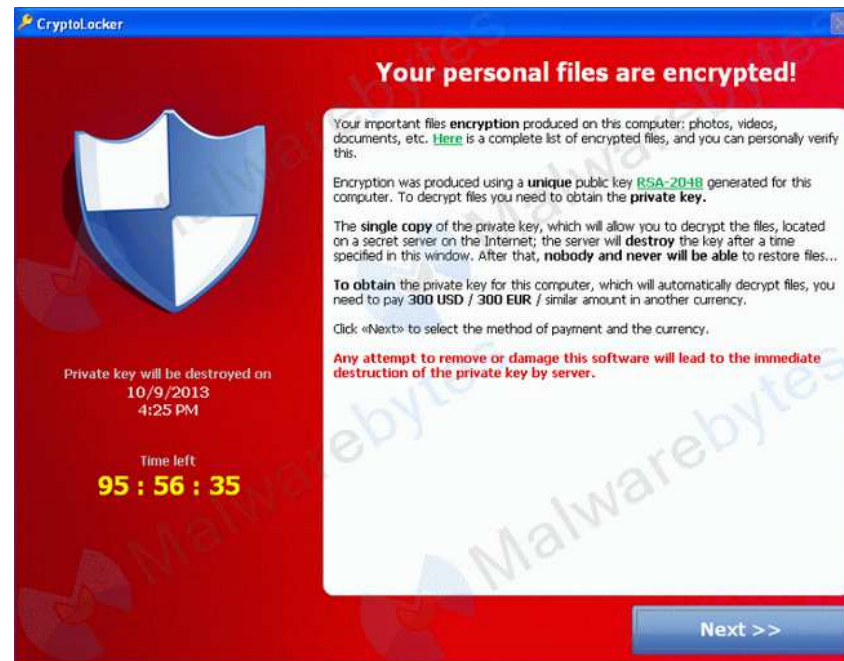 CryptoLocker
Your personal files are encrypted!
Your important files encryption produced on this computer: photos, videos,
documents, etc. Here is a complete list of encrypted files, and you can personally verify
this.
Encryption was produced using a unique public key RSA-2048 generated for this
computer. To decrypt files you need to obtain the private key.
The single copy of the private key, which will allow you to decrypt the files, located
on a secret server on the Internet; the server will destroy the key after a time
specified in this window. After that, nobody and never will be able to restore files...
To obtain the private key for this computer, which will automatically decrypt files, you
need to pay 300 USD / 300 EUR / similar amount in another currency.
Click «Next» to select the method of payment and the currency.
Any attempt to remove or damage this software will lead to the immediate
destruction of the private key by server.
Private key will be destroyed on
10/9/2013
4:25 PM
Time left
95 : 56 : 35
Next >>
Malwarebytes
Malwarebytes
Malwarebytes
Malwarebytes